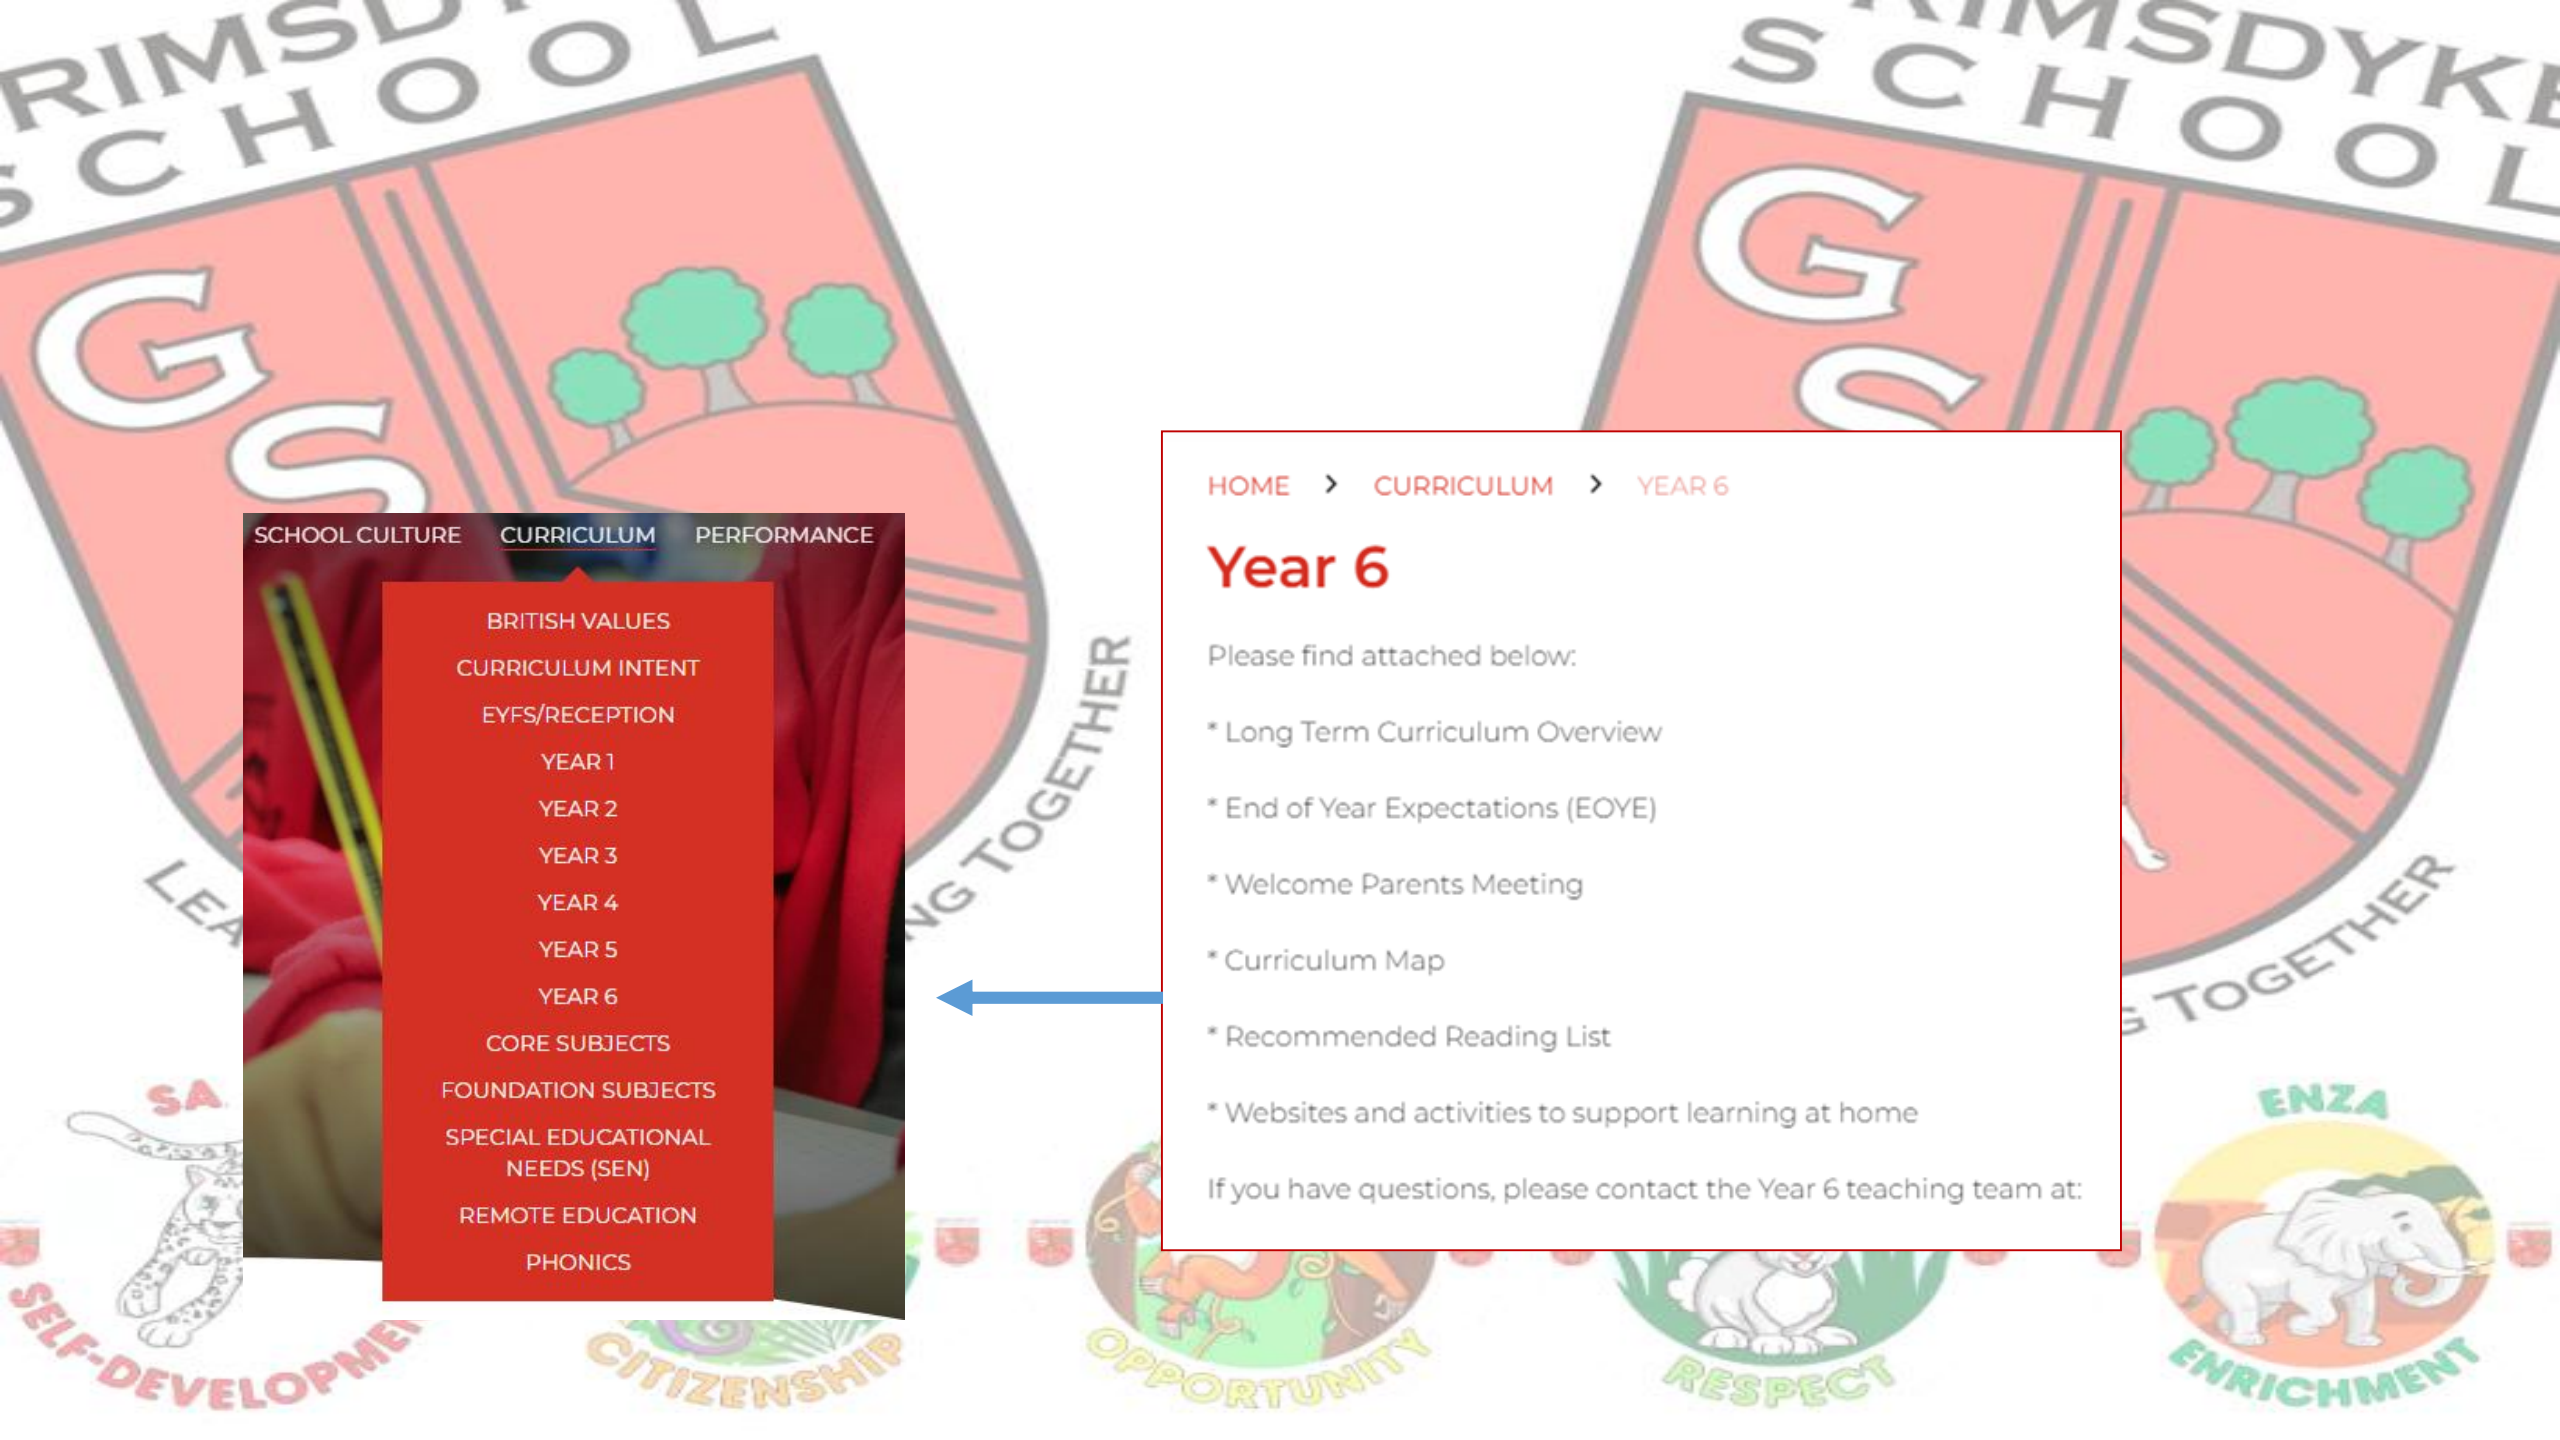 SCHOOL
GS
RIMSDYKE
SCHOOL
GS
SCHOOL CULTURE CURRICULUM PERFORMANCE
BRITISH VALUES
CURRICULUM INTENT
EYFS/RECEPTION
YEAR 1
YEAR 2
YEAR 3
YEAR 4
YEAR 5
YEAR 6
CORE SUBJECTS
FOUNDATION SUBJECTS
SPECIAL EDUCATIONAL
NEEDS (SEN)
REMOTE EDUCATION
PHONICS
HOME > CURRICULUM > YEAR 6
Year 6
Please find attached below:
* Long Term Curriculum Overview
* End of Year Expectations (EOYE)
* Welcome Parents Meeting
* Curriculum Map
* Recommended Reading List
* Websites and activities to support learning at home
If you have questions, please contact the Year 6 teaching team at:
TOGETHER
TOGETHER
CITIZENSHIP
OPPORTUNITY
RESPECT
ENZA
ENRICHMENT